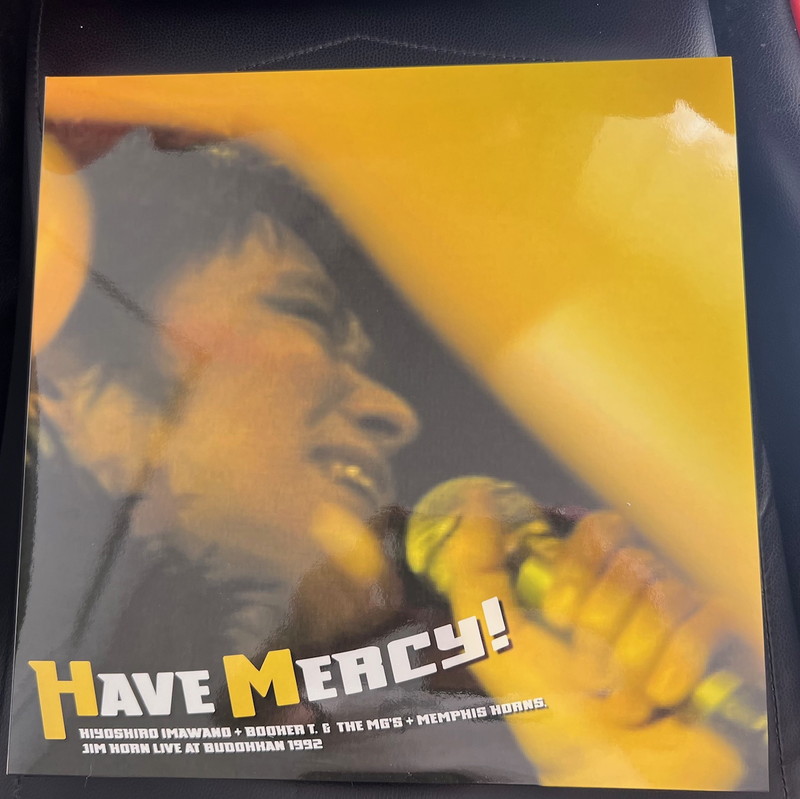 HAVE MERCY!
KIYOSHIRO IMAWANO + BOOKER T. & THE MG'S + MEMPHIS HORNS.
JIM HORN LIVE AT BUDOKHAN 1992